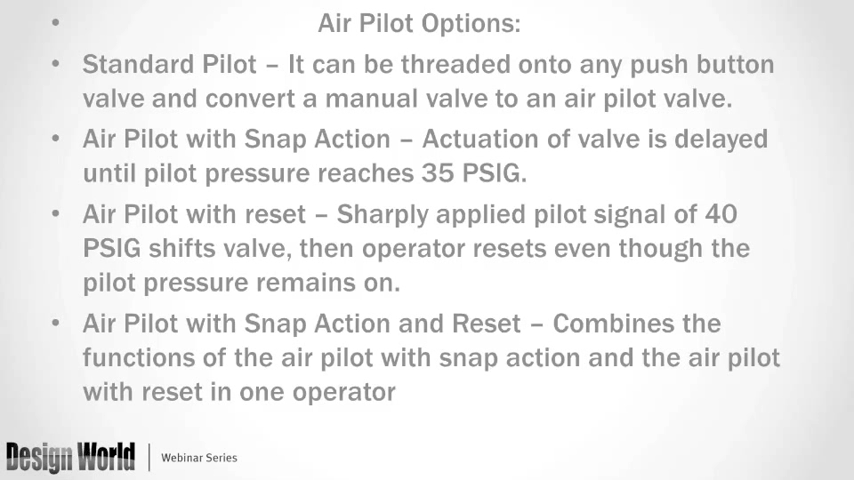 • Air Pilot Options:
• Standard Pilot – It can be threaded onto any push button
valve and convert a manual valve to an air pilot valve.
• Air Pilot with Snap Action – Actuation of valve is delayed
until pilot pressure reaches 35 PSIG.
• Air Pilot with reset – Sharply applied pilot signal of 40
PSIG shifts valve, then operator resets even though the
pilot pressure remains on.
• Air Pilot with Snap Action and Reset – Combines the
functions of the air pilot with snap action and the air pilot
with reset in one operator
Design World | Webinar Series